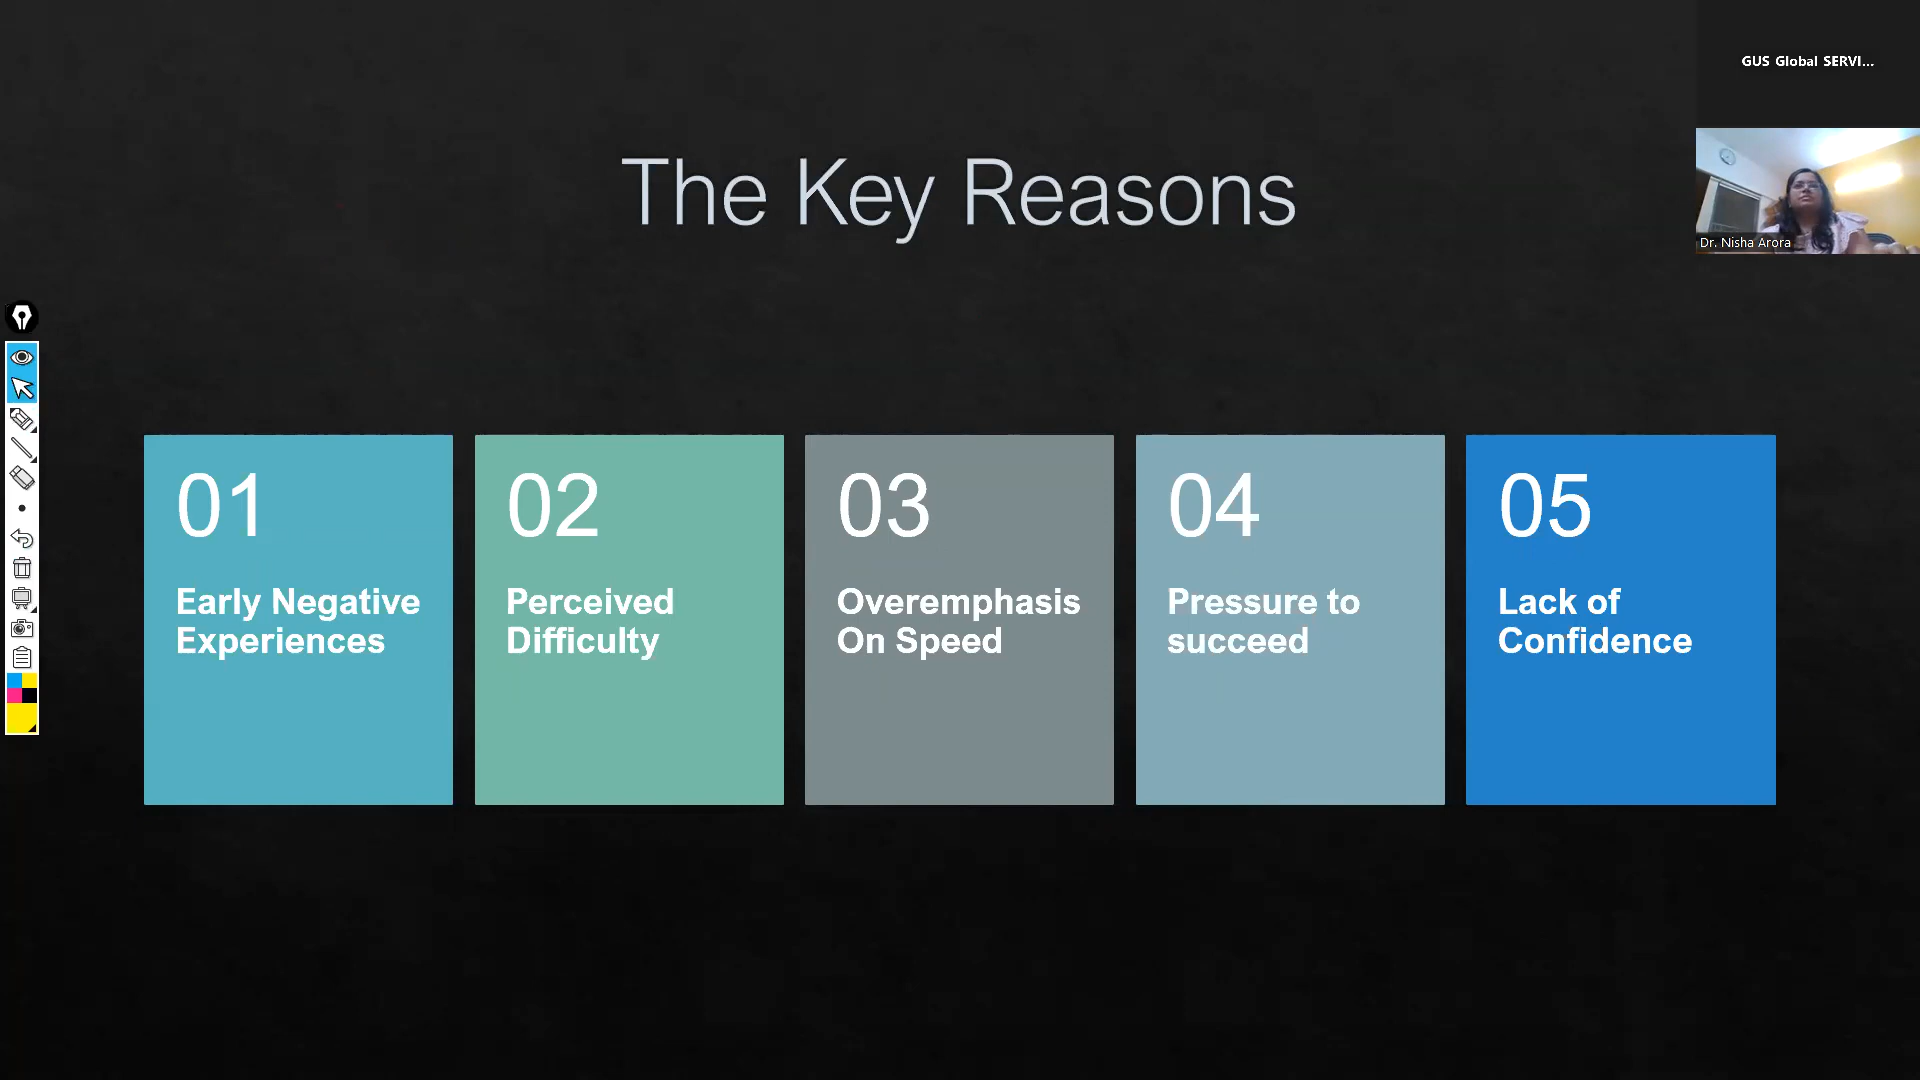 GUS Global SERVI...
The Key Reasons
Dr. Nisha Arora
01
Early Negative
Experiences
02
Perceived
Difficulty
03
Overemphasis
On Speed
04
Pressure to
succeed
05
Lack of
Confidence